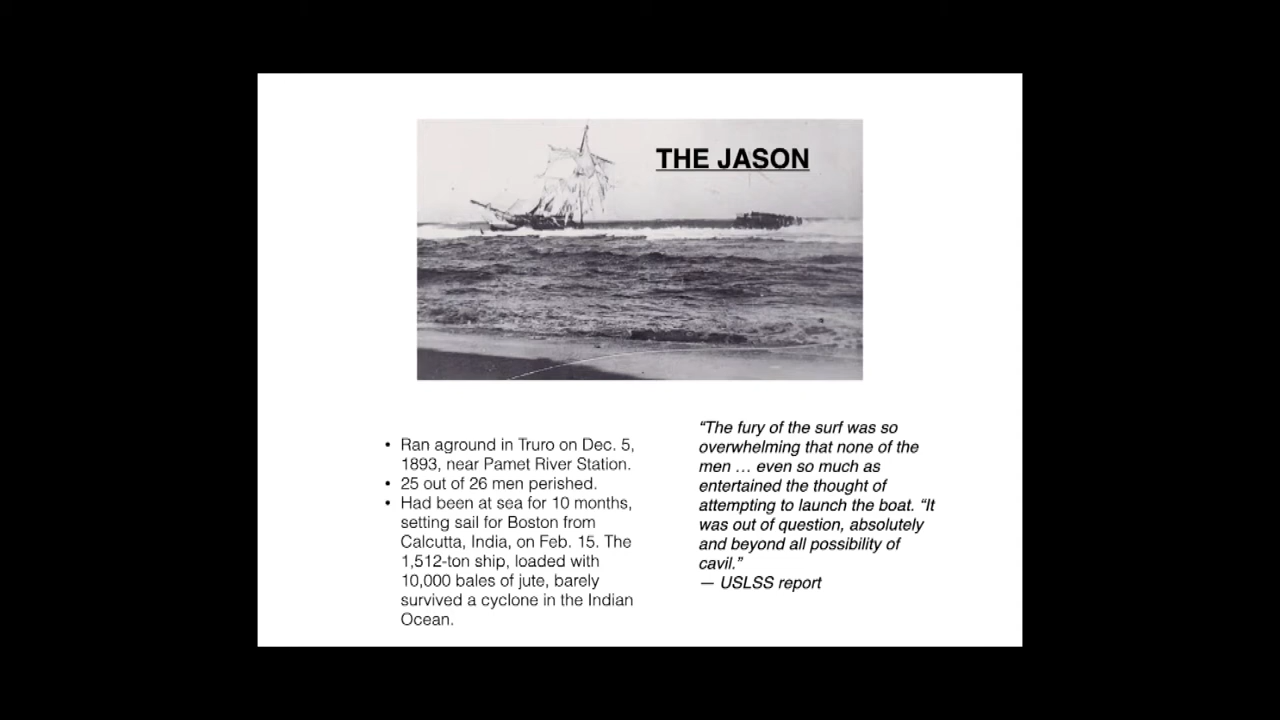 THE JASON
• Ran aground in Truro on Dec. 5,
1893, near Pamet River Station.
• 25 out of 26 men perished.
• Had been at sea for 10 months,
setting sail for Boston from
Calcutta, India, on Feb. 15. The
1,512-ton ship, loaded with
10,000 bales of jute, barely
survived a cyclone in the Indian
Ocean.
“The fury of the surf was so
overwhelming that none of the
men … even so much as
entertained the thought of
attempting to launch the boat. “It
was out of question, absolutely
and beyond all possibility of
cavil.”
— USLSS report